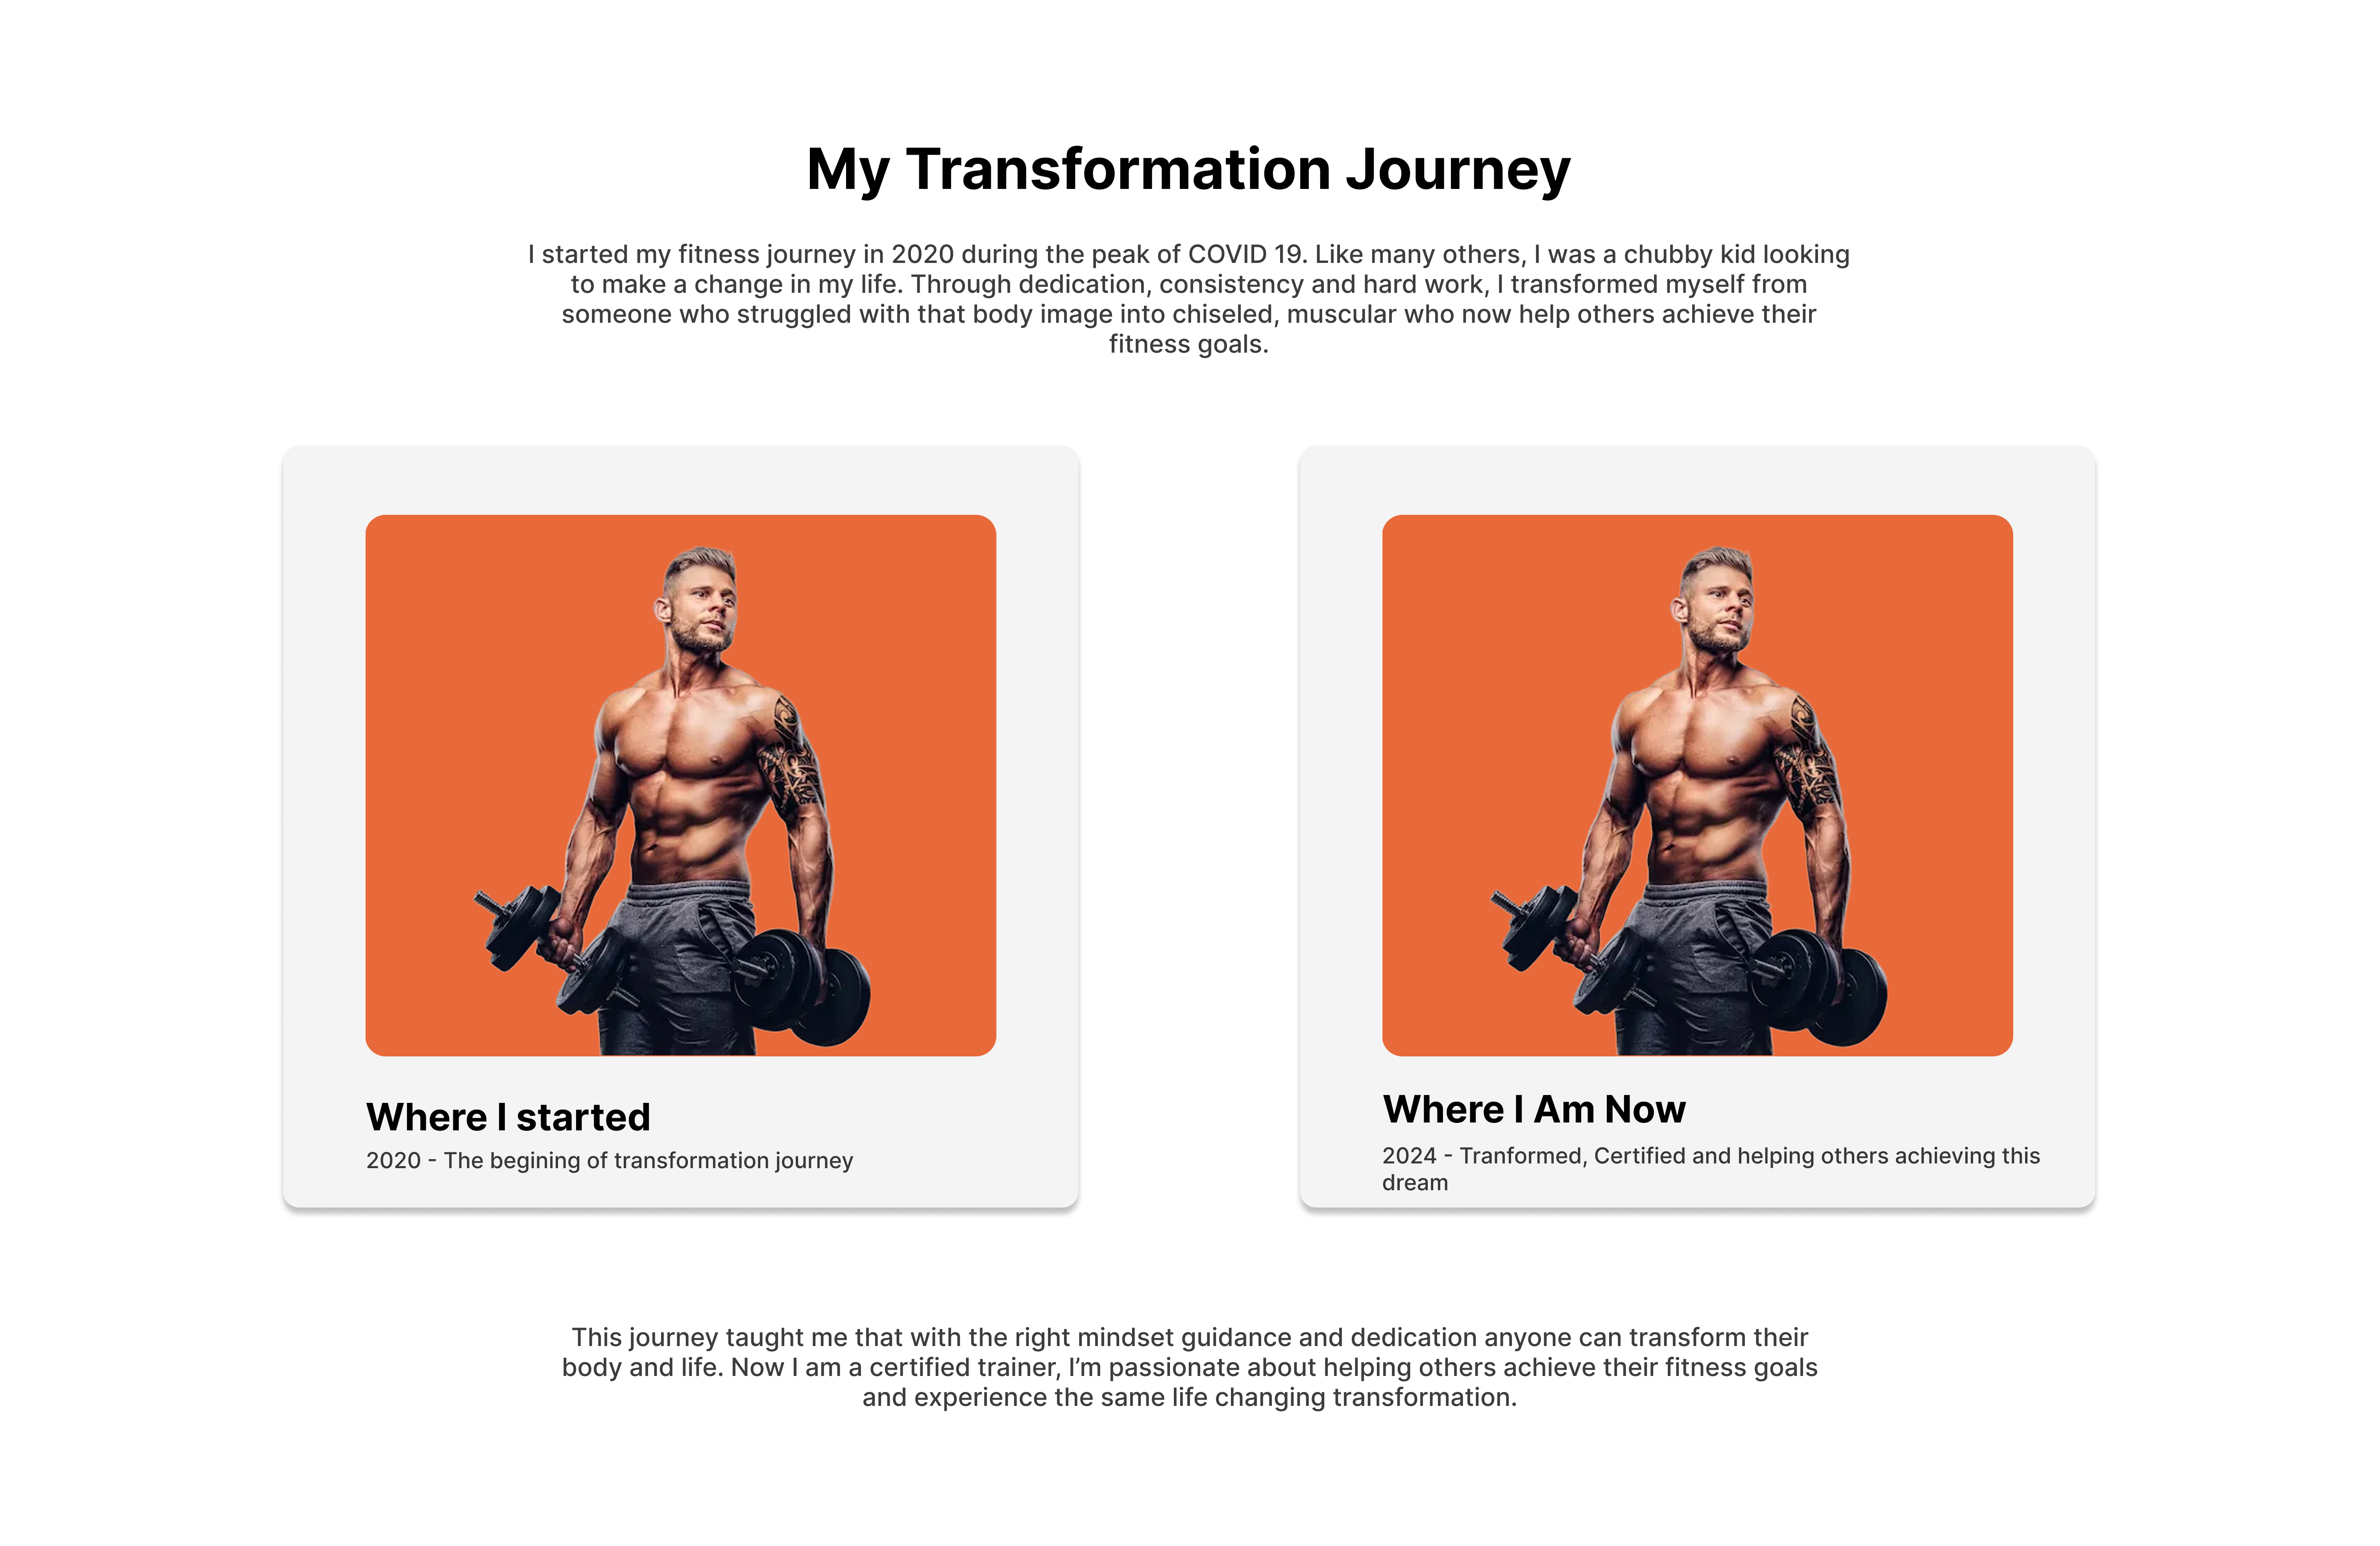 My Transformation Journey
I started my fitness journey in 2020 during the peak of COVID 19. Like many others, I was a chubby kid looking
to make a change in my life. Through dedication, consistency and hard work, I transformed myself from
someone who struggled with that body image into chiseled, muscular who now help others achieve their
fitness goals.
Where I started
2020 - The begining of transformation journey
Where I Am Now
2024 - Tranformed, Certified and helping others achieving this
dream
This journey taught me that with the right mindset guidance and dedication anyone can transform their
body and life. Now I am a certified trainer, I’m passionate about helping others achieve their fitness goals
and experience the same life changing transformation.